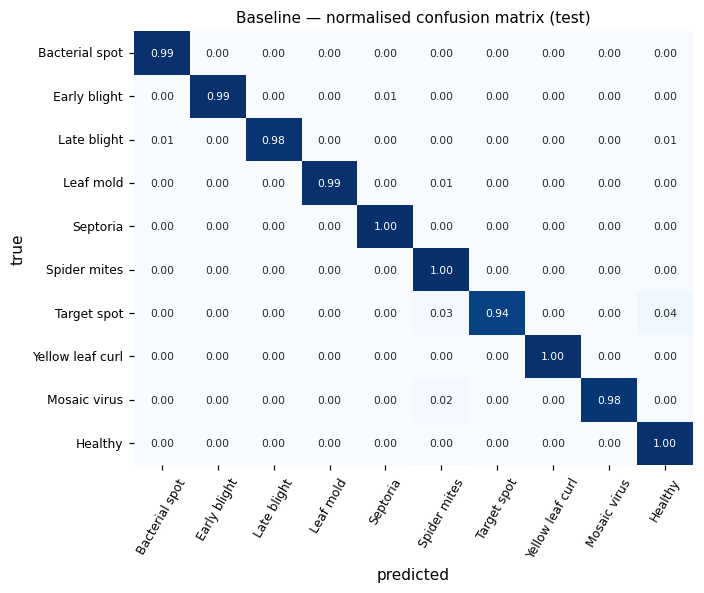 Baseline — normalised confusion matrix (test)
Bacterial spot 0.99 0.00 0.00 0.00 0.00 0.00 0.00 0.00 0.00 0.00
Early blight 0.00 0.99 0.00 0.00 0.01 0.00 0.00 0.00 0.00 0.00
Late blight 0.01 0.00 0.98 0.00 0.00 0.00 0.00 0.00 0.00 0.01
Leaf mold 0.00 0.00 0.00 0.99 0.00 0.01 0.00 0.00 0.00 0.00
Septoria 0.00 0.00 0.00 0.00 1.00 0.00 0.00 0.00 0.00 0.00
Spider mites 0.00 0.00 0.00 0.00 0.00 1.00 0.00 0.00 0.00 0.00
Target spot 0.00 0.00 0.00 0.00 0.00 0.03 0.94 0.00 0.00 0.04
Yellow leaf curl 0.00 0.00 0.00 0.00 0.00 0.00 0.00 1.00 0.00 0.00
Mosaic virus 0.00 0.00 0.00 0.00 0.00 0.02 0.00 0.00 0.98 0.00
Healthy 0.00 0.00 0.00 0.00 0.00 0.00 0.00 0.00 0.00 1.00
true
Bacterial spot
Early blight
Late blight
Leaf mold
Septoria
Spider mites
Target spot
Yellow leaf curl
Mosaic virus
Healthy
predicted